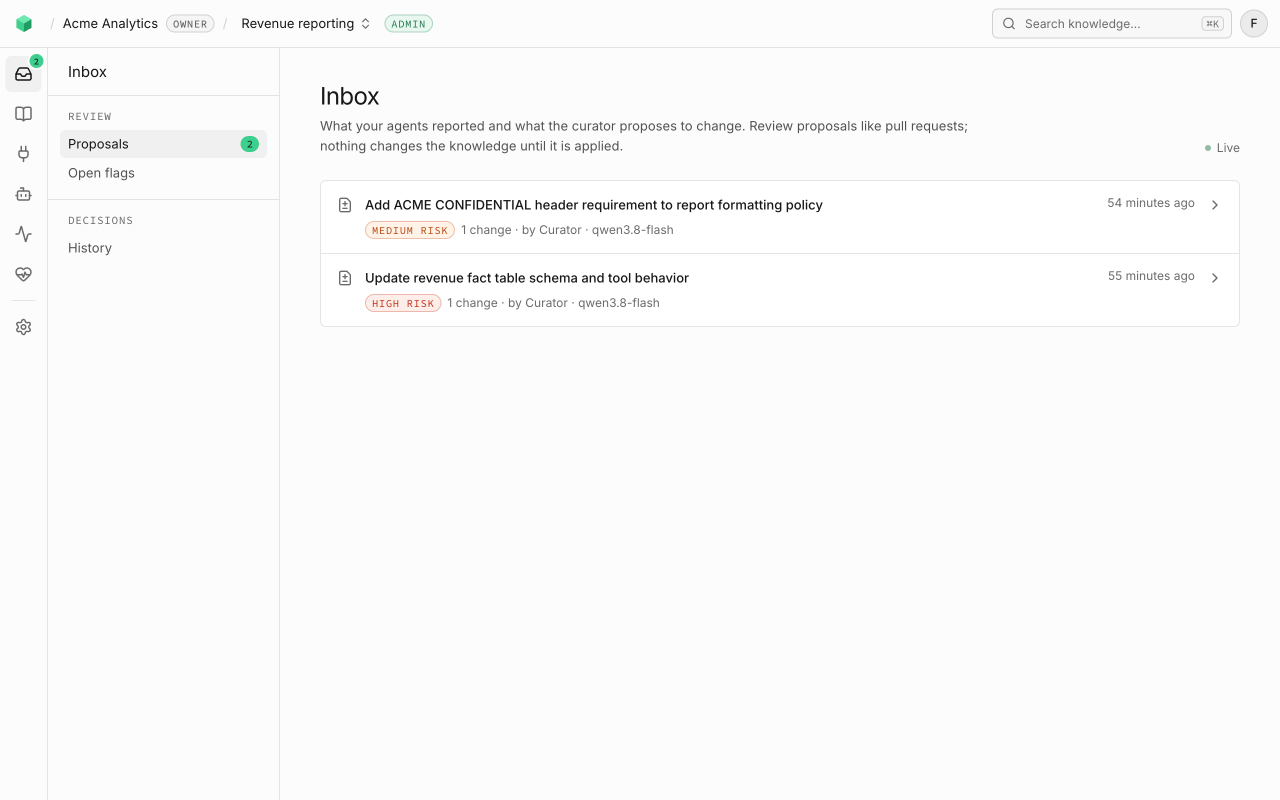 / Acme Analytics OWNER / Revenue reporting ADMIN
Search knowledge... ⌘K F
2
Inbox
REVIEW
Proposals 2
Open flags
DECISIONS
History
Inbox
What your agents reported and what the curator proposes to change. Review proposals like pull requests;
nothing changes the knowledge until it is applied.
Live
Add ACME CONFIDENTIAL header requirement to report formatting policy
54 minutes ago
MEDIUM RISK 1 change · by Curator · qwen3.8-flash
Update revenue fact table schema and tool behavior
55 minutes ago
HIGH RISK 1 change · by Curator · qwen3.8-flash